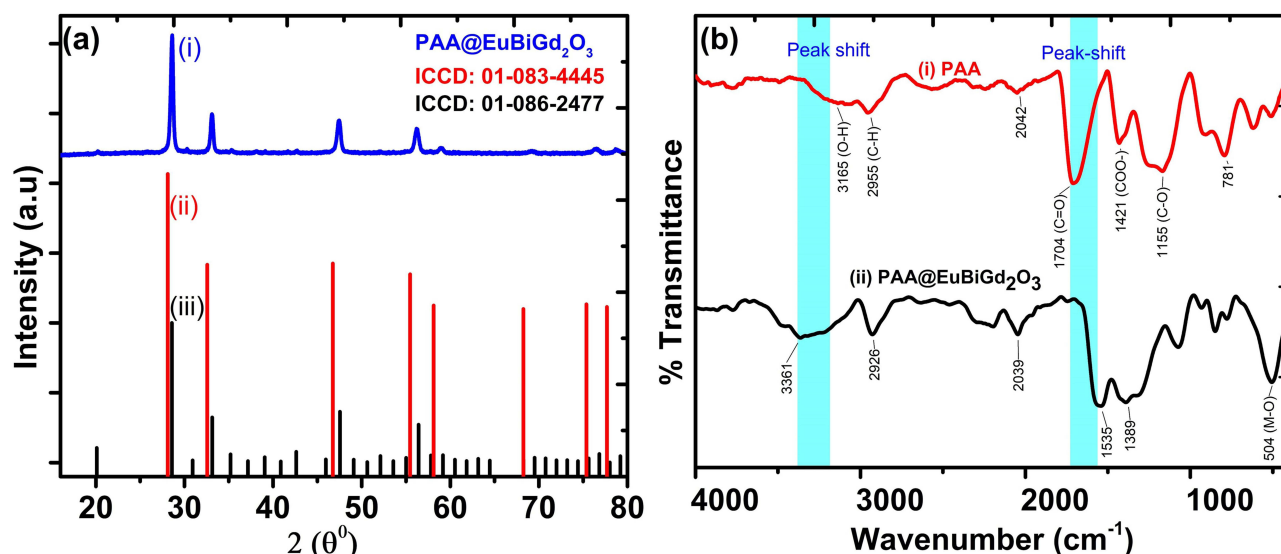 (a)
(i)
PAA@EuBiGd2O3
ICCD: 01-083-4445
ICCD: 01-086-2477
(ii)
(iii)
Intensity (a.u)
20 30 40 50 60 70 80
2 (θ⁰)
(b)
Peak shift
Peak-shift
(i) PAA
3165 (O-H)
2955 (C-H)
2042
1704 (C=O)
1421 (COO-)
1155 (C-O)
781
(ii) PAA@EuBiGd2O3
3361
2926
2039
1535
1389
504 (M-O)
% Transmittance
4000 3000 2000 1000
Wavenumber (cm⁻¹)